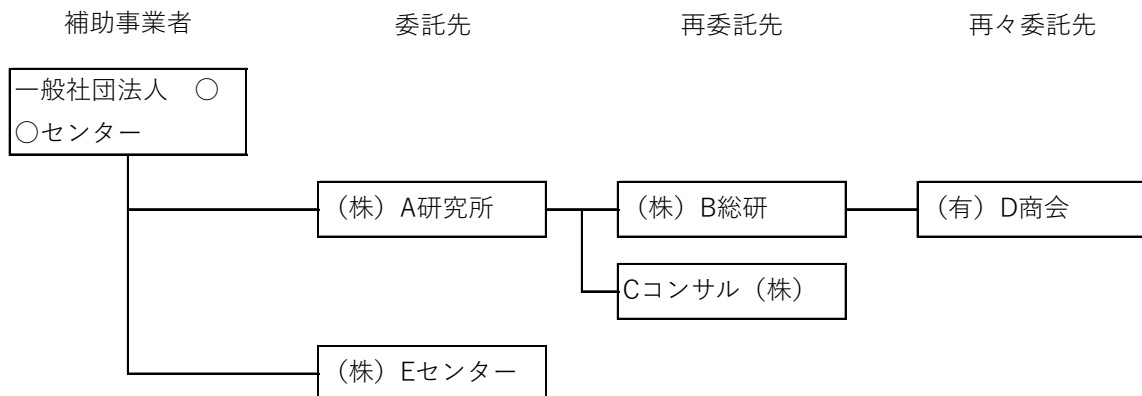 補助事業者　委託先　再委託先　再々委託先
一般社団法人　○
○センター
（株）A研究所　（株）B総研　（有）D商会
Cコンサル（株）
（株）Eセンター